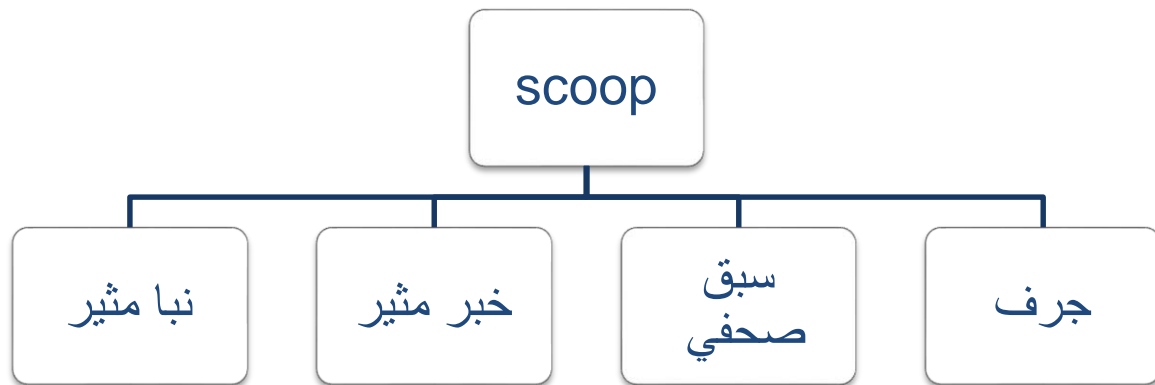 scoop
نبا مثير
خبر مثير
سبق
صحفي
جرف